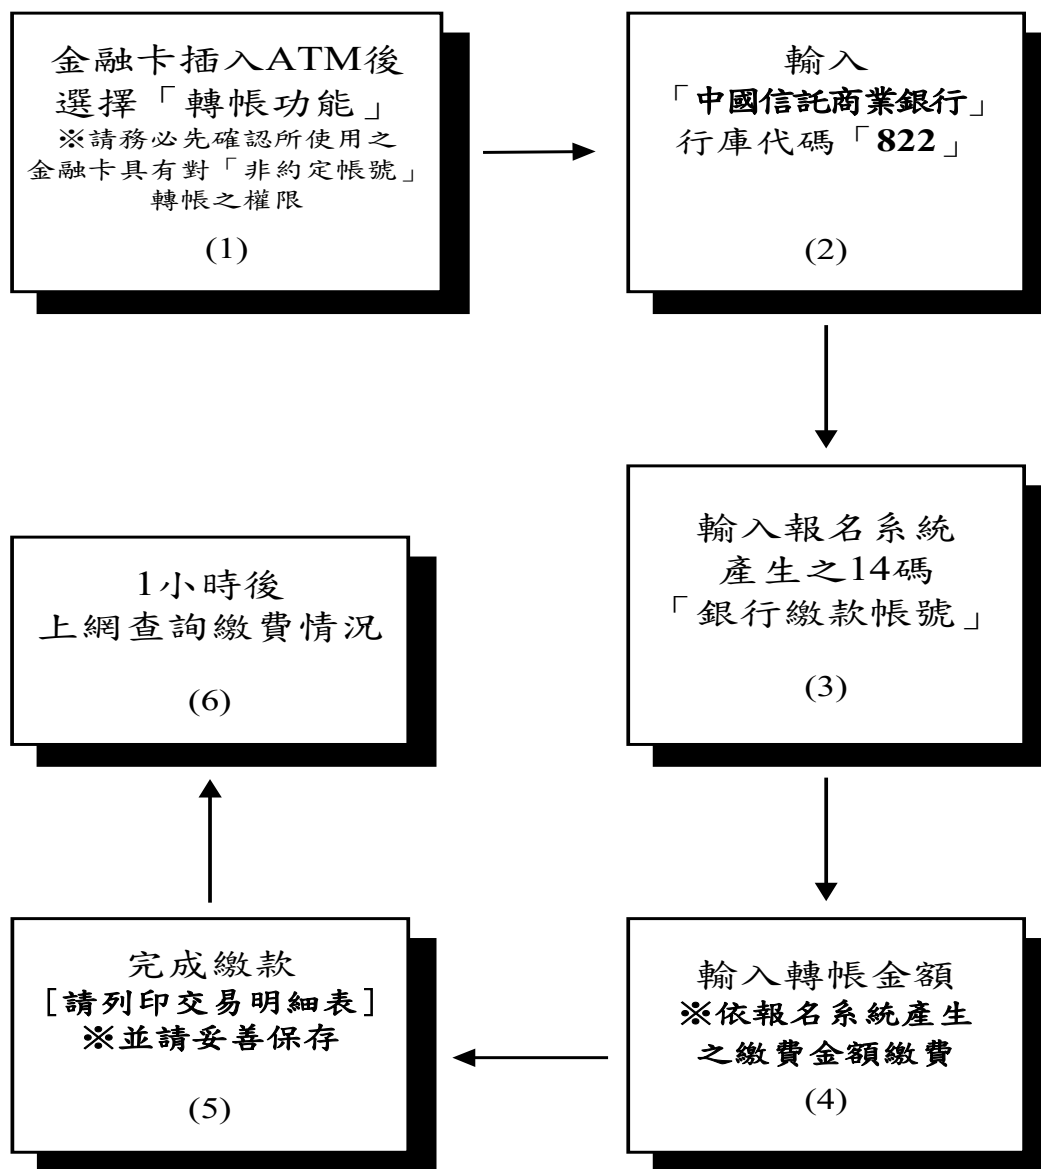 金融卡插入ATM後
選擇「轉帳功能」
※請務必先確認所使用之
金融卡具有對「非約定帳號」
轉帳之權限
(1)
輸入
「中國信託商業銀行」
行庫代碼「822」
(2)
輸入報名系統
產生之14碼
「銀行繳款帳號」
(3)
輸入轉帳金額
※依報名系統產生
之繳費金額繳費
(4)
完成繳款
[請列印交易明細表]
※並請妥善保存
(5)
1小時後
上網查詢繳費情況
(6)